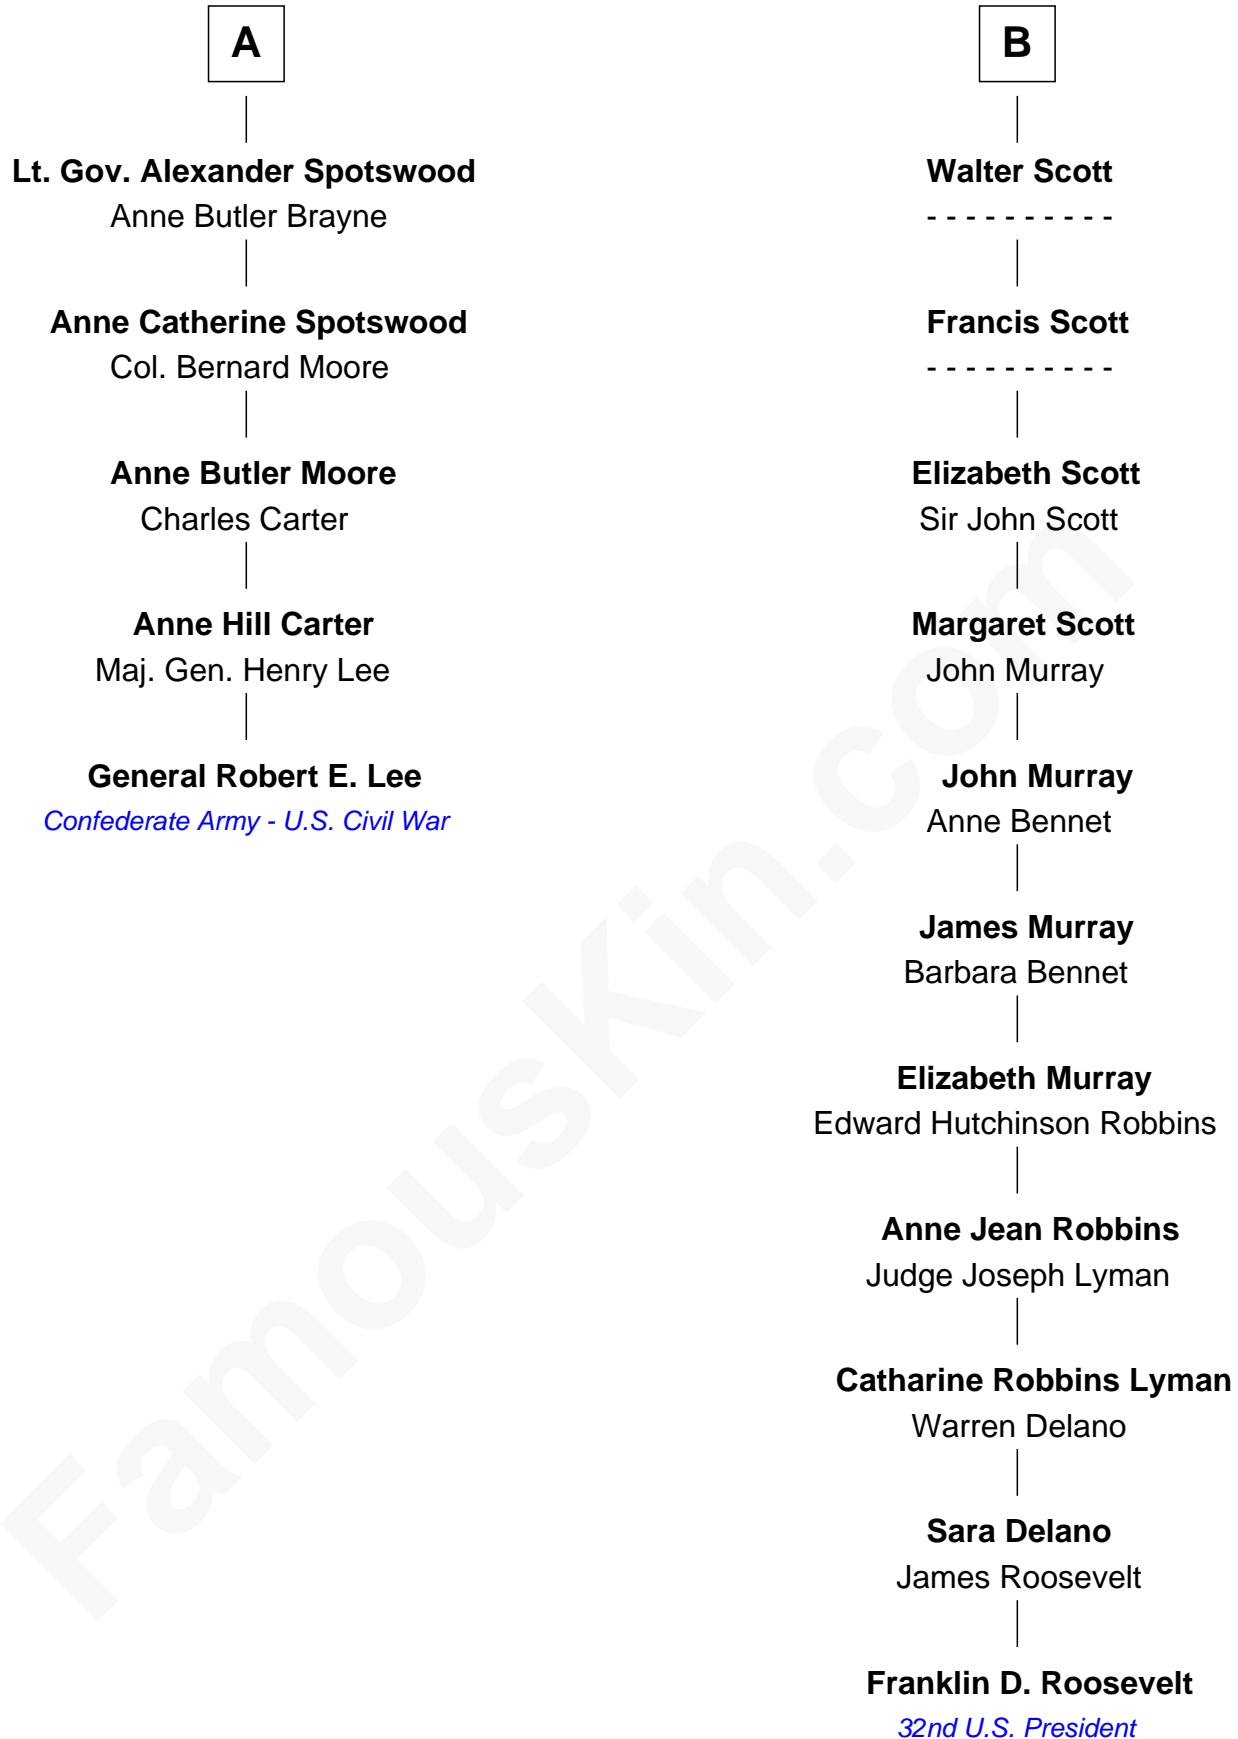 A
Lt. Gov. Alexander Spotswood
Anne Butler Brayne
Anne Catherine Spotswood
Col. Bernard Moore
Anne Butler Moore
Charles Carter
Anne Hill Carter
Maj. Gen. Henry Lee
General Robert E. Lee
Confederate Army - U.S. Civil War
B
Walter Scott
- - - - - - - - - -
Francis Scott
- - - - - - - - - -
Elizabeth Scott
Sir John Scott
Margaret Scott
John Murray
John Murray
Anne Bennet
James Murray
Barbara Bennet
Elizabeth Murray
Edward Hutchinson Robbins
Anne Jean Robbins
Judge Joseph Lyman
Catharine Robbins Lyman
Warren Delano
Sara Delano
James Roosevelt
Franklin D. Roosevelt
32nd U.S. President
FamousKin.com